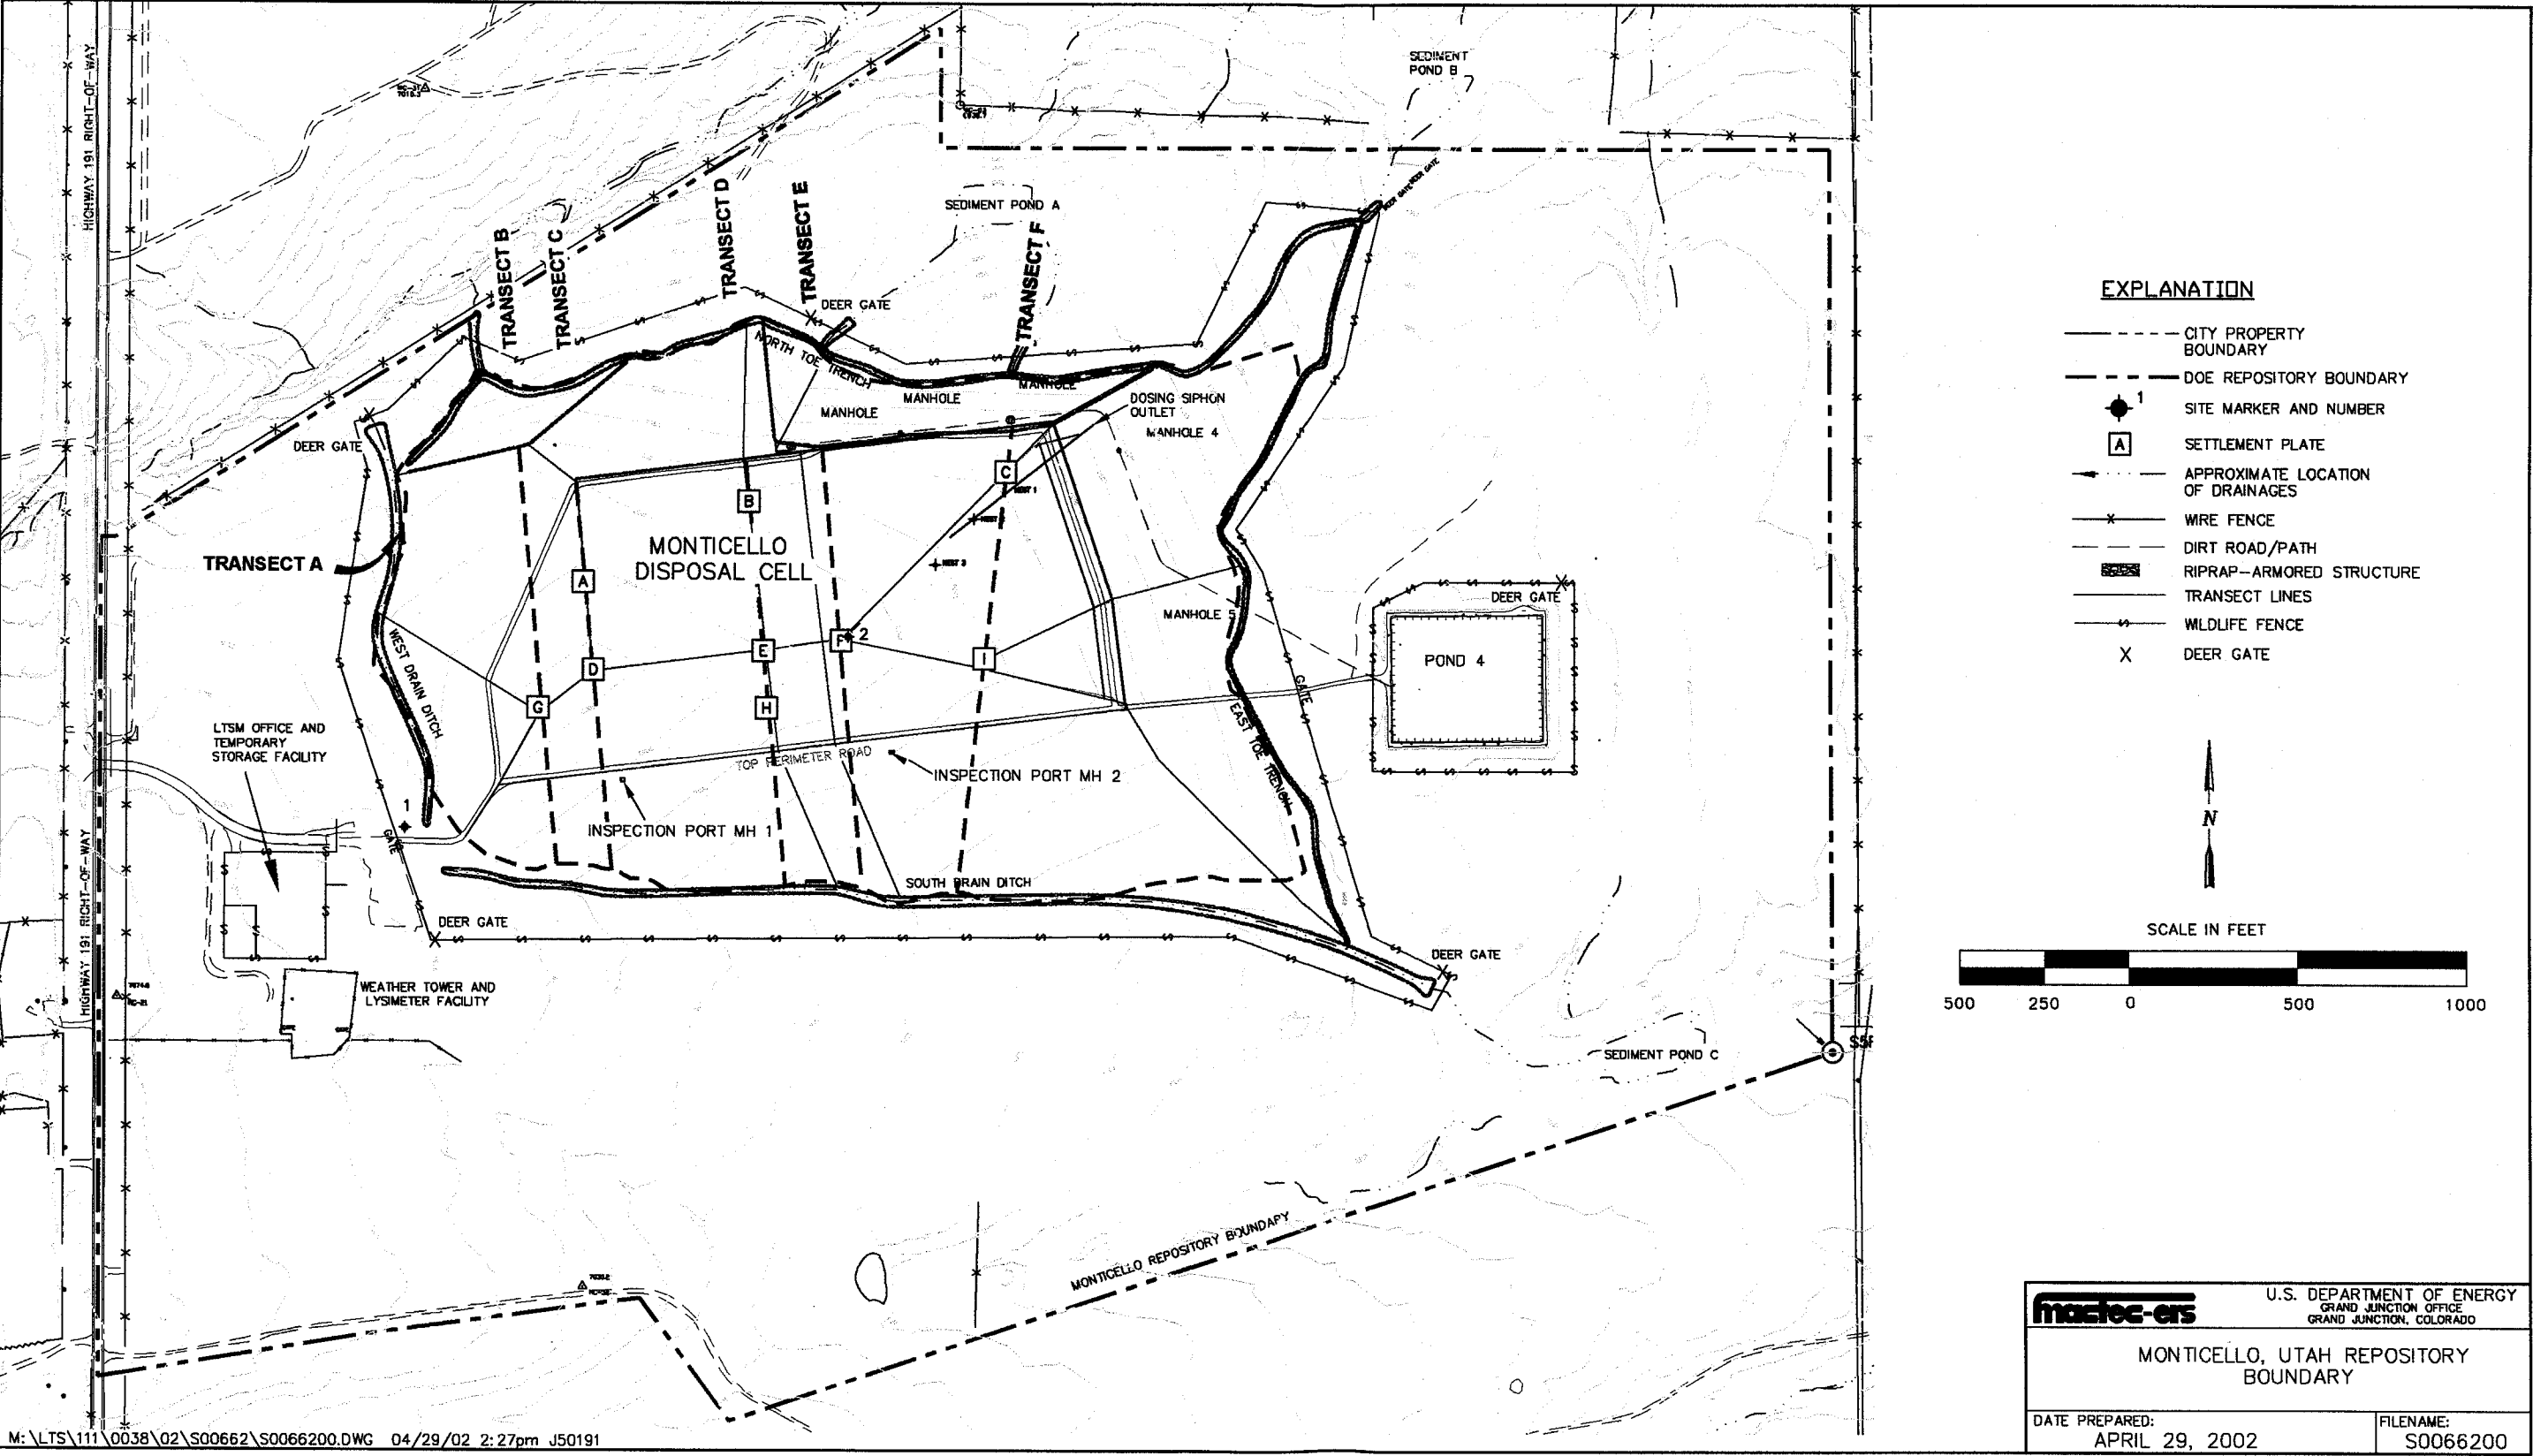 HIGHWAY 191 RIGHT-OF-WAY
SEDIMENT
POND B
DEER GATE
SEDIMENT POND A
TRANSECT B
TRANSECT C
TRANSECT D
TRANSECT E
TRANSECT F
DEER GATE
NORTH TOE TRENCH
MANHOLE
MANHOLE
MANHOLE
DOSING SIPHON
OUTLET
MANHOLE 4
DEER GATE
TRANSECT A
MONTICELLO
DISPOSAL CELL
A
B
C
D
E
F
G
H
I
2
NEST 1
NEST 3
MANHOLE 5
DEER GATE
POND 4
WEST DRAIN DITCH
EAST TOE TRENCH
GATE
LTSM OFFICE AND
TEMPORARY
STORAGE FACILITY
TOP PERIMETER ROAD
INSPECTION PORT MH 2
INSPECTION PORT MH 1
1
GATE
HIGHWAY 191 RIGHT-OF-WAY
SOUTH DRAIN DITCH
DEER GATE
DEER GATE
WEATHER TOWER AND
LYSIMETER FACILITY
SEDIMENT POND C
MONTICELLO REPOSITORY BOUNDARY
EXPLANATION
CITY PROPERTY
BOUNDARY
DOE REPOSITORY BOUNDARY
1
SITE MARKER AND NUMBER
A
SETTLEMENT PLATE
APPROXIMATE LOCATION
OF DRAINAGES
WIRE FENCE
DIRT ROAD/PATH
RIPRAP-ARMORED STRUCTURE
TRANSECT LINES
WILDLIFE FENCE
X DEER GATE
N
SCALE IN FEET
500 250 0 500 1000
mactec-ers
U.S. DEPARTMENT OF ENERGY
GRAND JUNCTION OFFICE
GRAND JUNCTION, COLORADO
MONTICELLO, UTAH REPOSITORY
BOUNDARY
DATE PREPARED:
APRIL 29, 2002
FILENAME:
S0066200
M:\LTS\111\0038\02\S00662\S0066200.DWG 04/29/02 2:27pm J50191